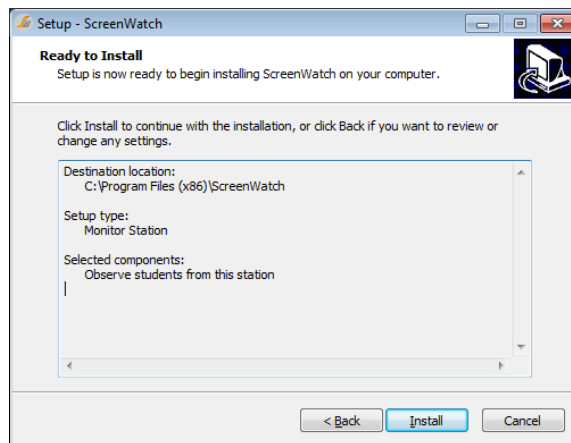 Setup - ScreenWatch
Ready to Install
Setup is now ready to begin installing ScreenWatch on your computer.
Click Install to continue with the installation, or click Back if you want to review or
change any settings.
Destination location:
C:\Program Files (x86)\ScreenWatch
Setup type:
Monitor Station
Selected components:
Observe students from this station
< Back
Install
Cancel